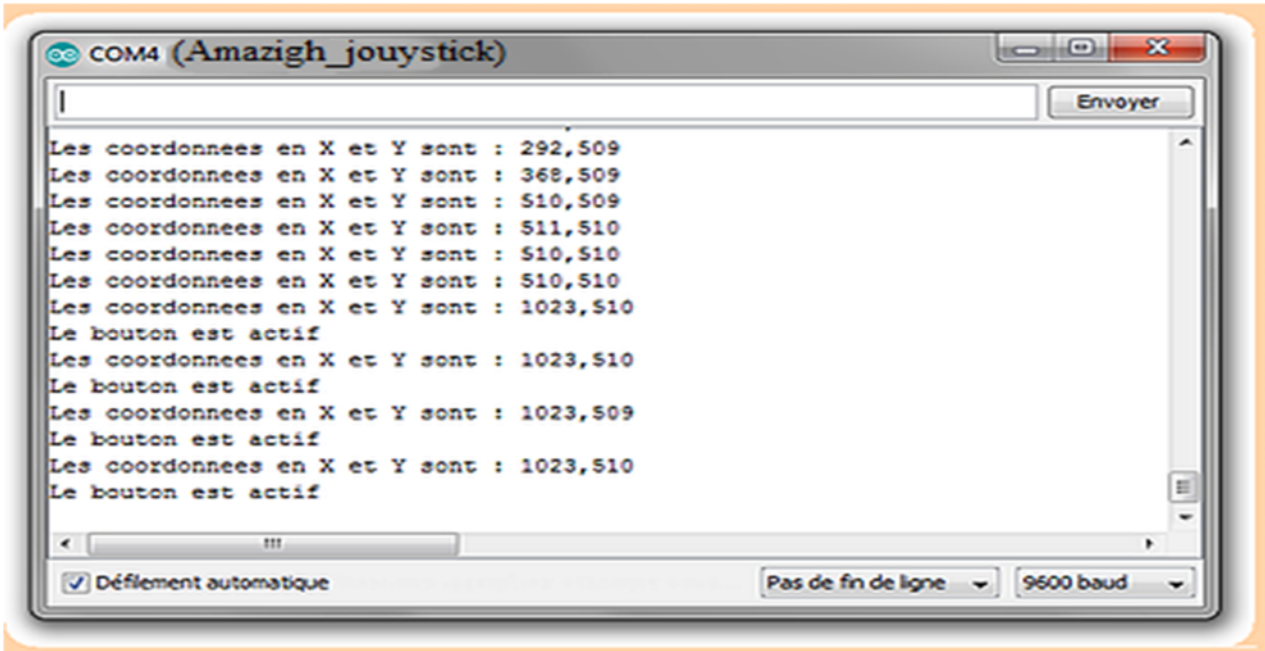 COM4 (Amazigh_jouystick)
Envoyer
Les coordonnees en X et Y sont : 292,509
Les coordonnees en X et Y sont : 368,509
Les coordonnees en X et Y sont : 510,509
Les coordonnees en X et Y sont : 511,510
Les coordonnees en X et Y sont : 510,510
Les coordonnees en X et Y sont : 510,510
Les coordonnees en X et Y sont : 1023,510
Le bouton est actif
Les coordonnees en X et Y sont : 1023,510
Le bouton est actif
Les coordonnees en X et Y sont : 1023,509
Le bouton est actif
Les coordonnees en X et Y sont : 1023,510
Le bouton est actif
Défilement automatique
Pas de fin de ligne
9600 baud